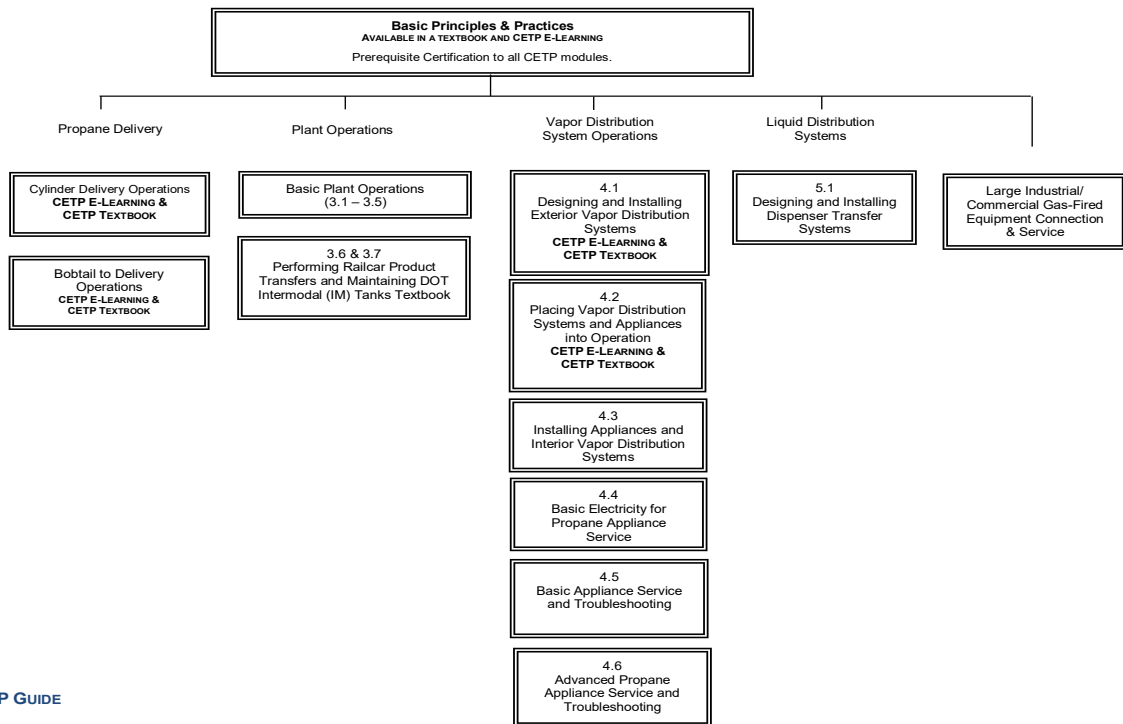 Basic Principles & Practices
AVAILABLE IN A TEXTBOOK AND CETP E-LEARNING
Prerequisite Certification to all CETP modules.
Propane Delivery
Cylinder Delivery Operations
CETP E-LEARNING &
CETP TEXTBOOK
Bobtail to Delivery
Operations
CETP E-LEARNING &
CETP TEXTBOOK
Plant Operations
Basic Plant Operations
(3.1 – 3.5)
3.6 & 3.7
Performing Railcar Product
Transfers and Maintaining DOT
Intermodal (IM) Tanks Textbook
Vapor Distribution
System Operations
4.1
Designing and Installing
Exterior Vapor Distribution
Systems
CETP E-LEARNING &
CETP TEXTBOOK
4.2
Placing Vapor Distribution
Systems and Appliances
into Operation
CETP E-LEARNING &
CETP TEXTBOOK
4.3
Installing Appliances and
Interior Vapor Distribution
Systems
4.4
Basic Electricity for
Propane Appliance
Service
4.5
Basic Appliance Service
and Troubleshooting
4.6
Advanced Propane
Appliance Service and
Troubleshooting
Liquid Distribution
Systems
5.1
Designing and Installing
Dispenser Transfer
Systems
Large Industrial/
Commercial Gas-Fired
Equipment Connection
& Service
P GUIDE